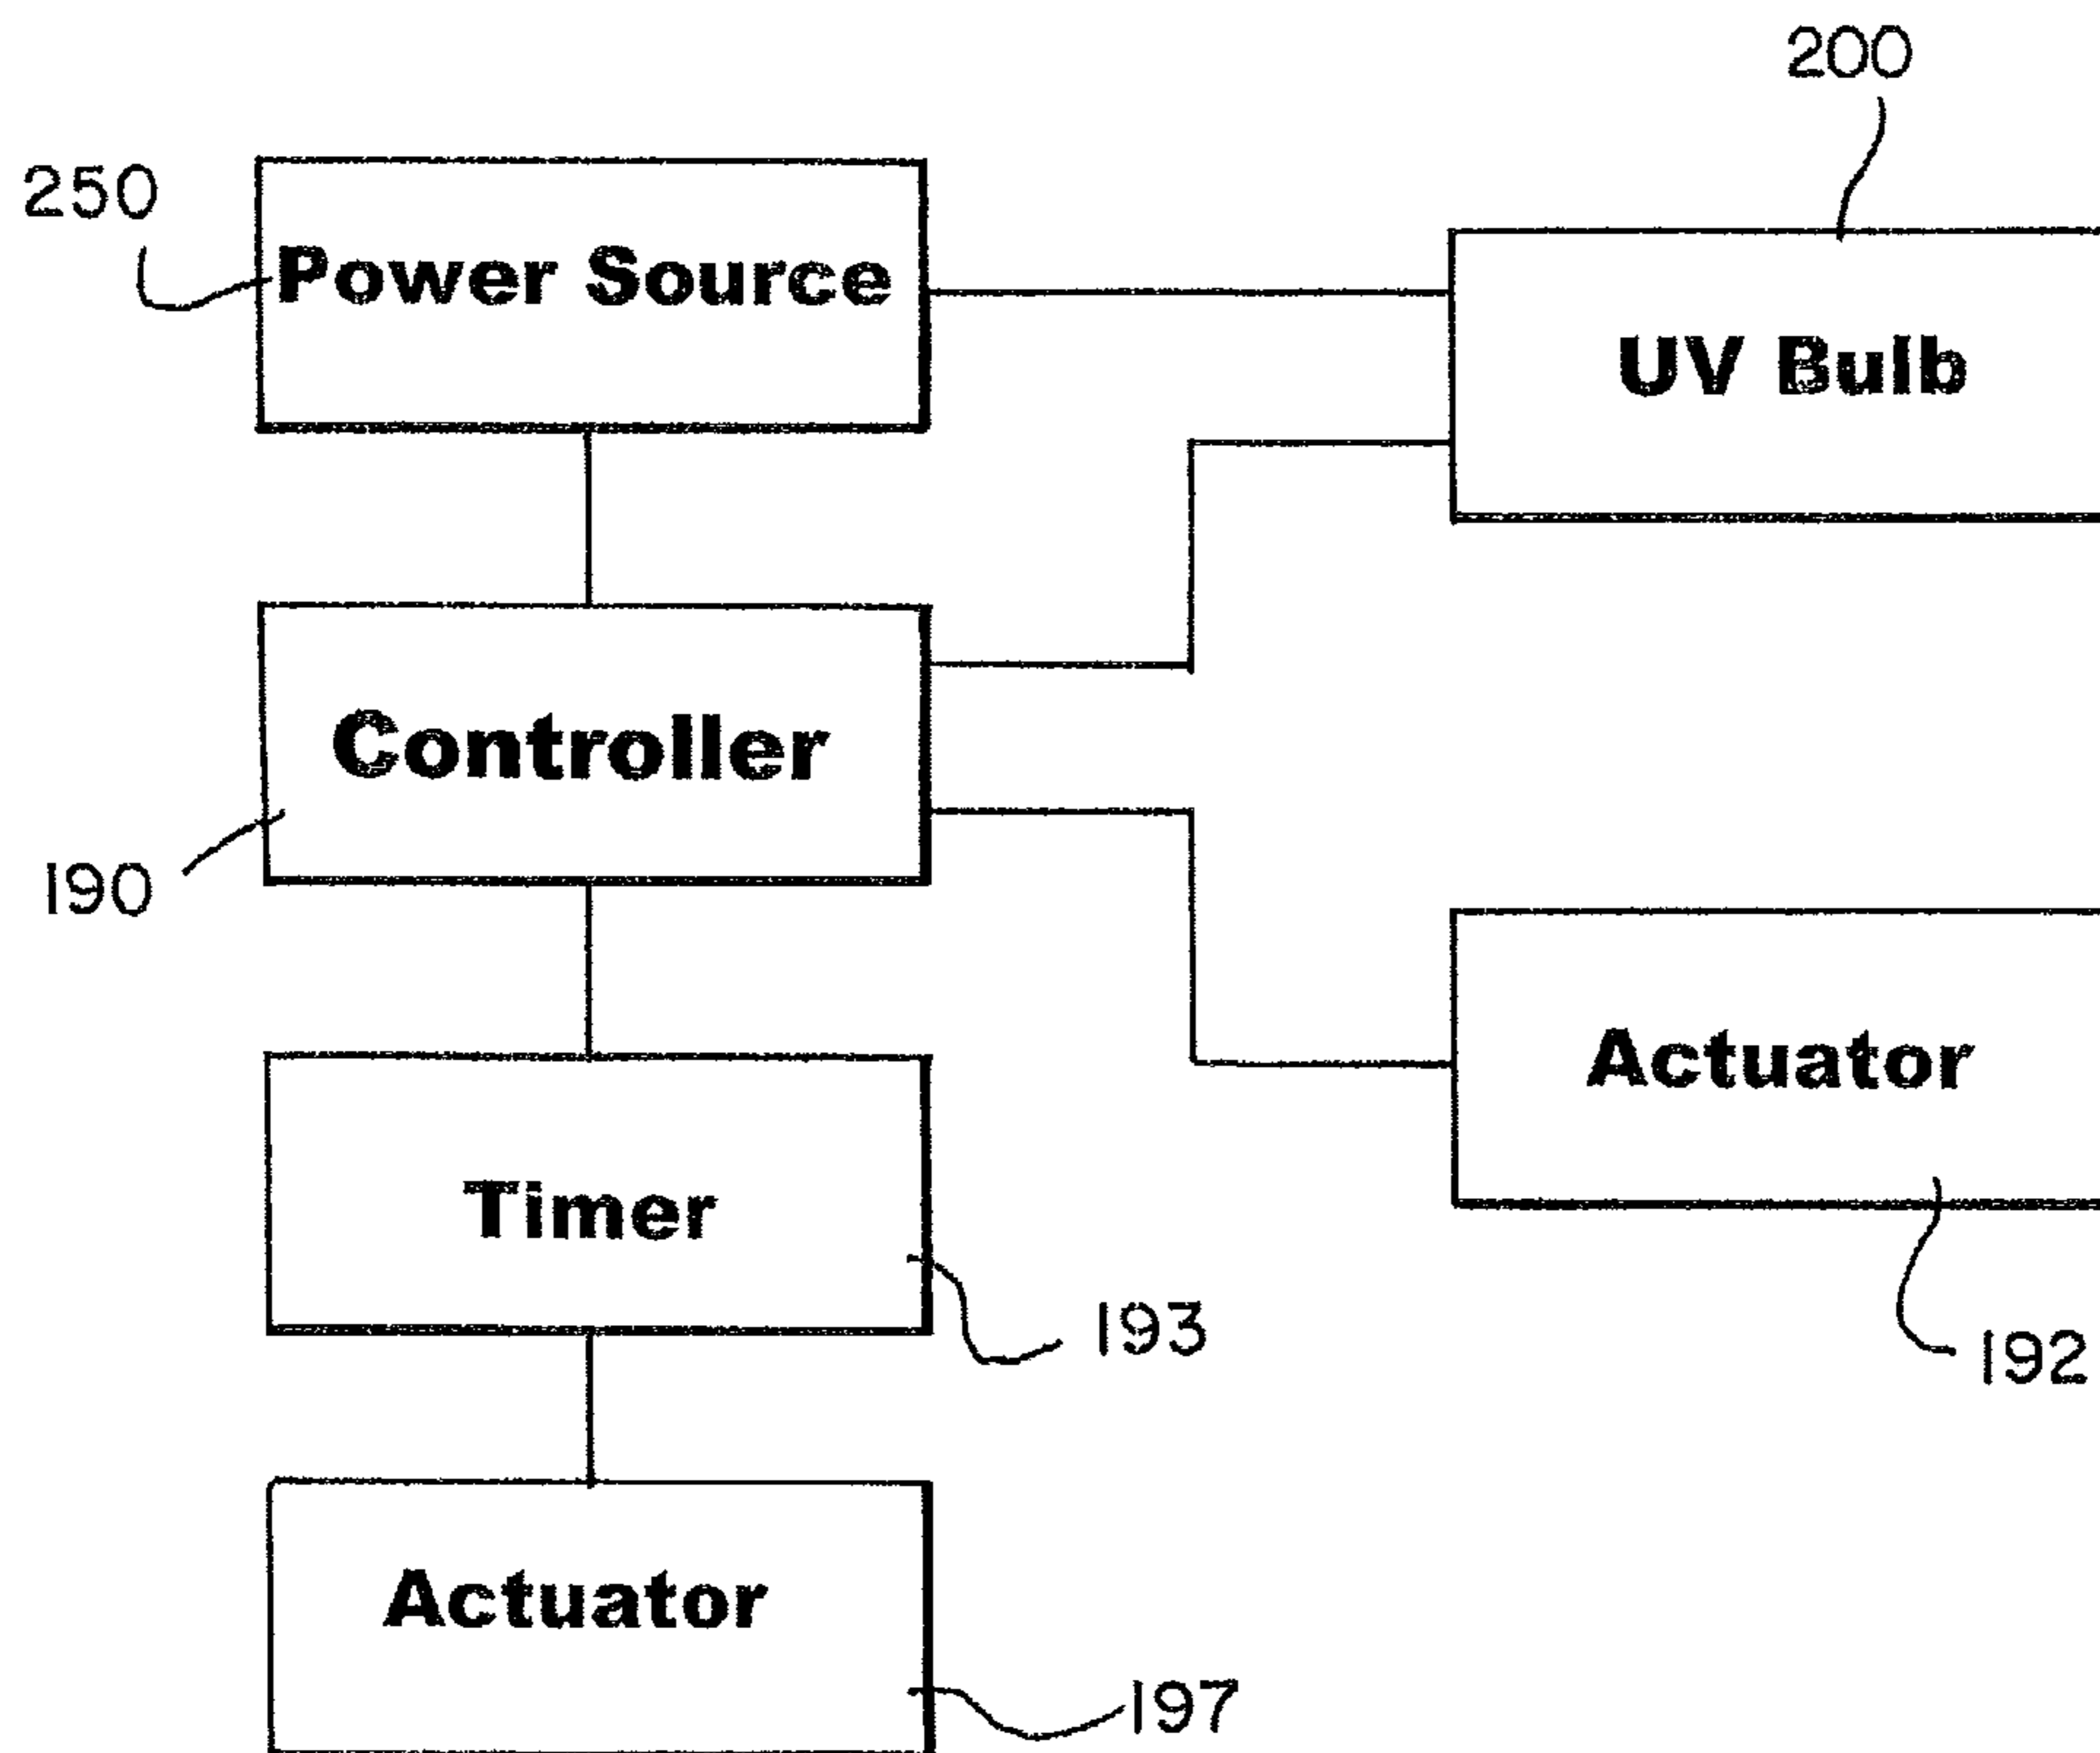 200
250
Power Source
UV Bulb
Controller
190
Actuator
Timer
193
192
Actuator
197